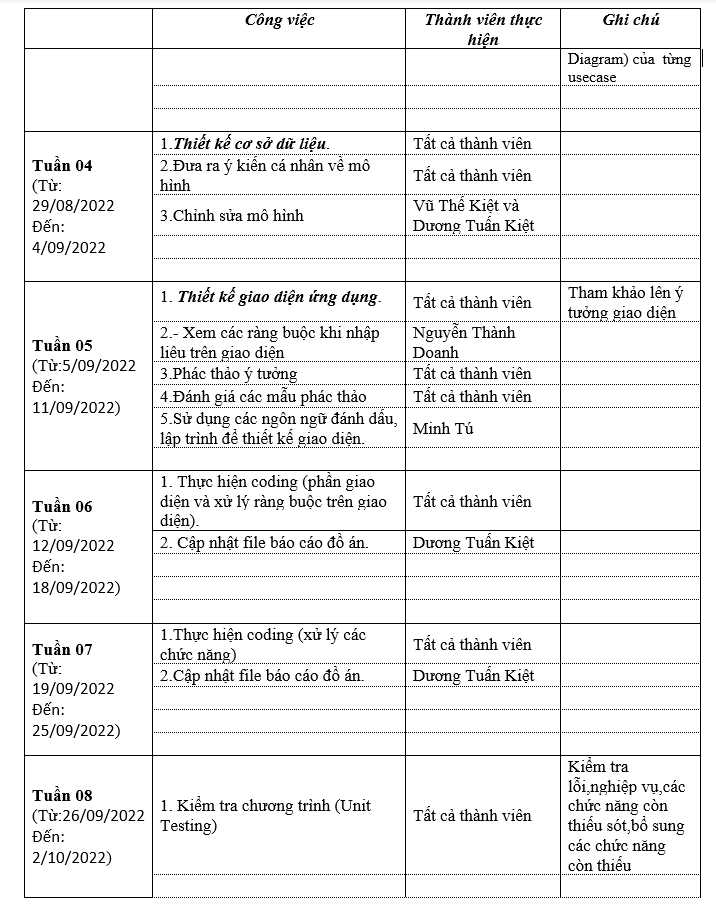 Công việc
Thành viên thực
hiện
Ghi chú
Diagram) của từng
usecase
Tuần 04
(Từ:
29/08/2022
Đến:
4/09/2022
1.Thiết kế cơ sở dữ liệu.
Tất cả thành viên
2.Đưa ra ý kiến cá nhân về mô
hình
Tất cả thành viên
3.Chỉnh sửa mô hình
Vũ Thế Kiệt và
Dương Tuấn Kiệt
Tuần 05
(Từ:5/09/2022
Đến:
11/09/2022)
1. Thiết kế giao diện ứng dụng.
Tất cả thành viên
Tham khảo lên ý
tưởng giao diện
2.- Xem các ràng buộc khi nhập
liêu trên giao diện
Nguyễn Thành
Doanh
3.Phác thảo ý tưởng
Tất cả thành viên
4.Đánh giá các mẫu phác thảo
Tất cả thành viên
5.Sử dụng các ngôn ngữ đánh dấu,
lập trình để thiết kế giao diện.
Minh Tú
Tuần 06
(Từ:
12/09/2022
Đến:
18/09/2022)
1. Thực hiện coding (phần giao
diện và xử lý ràng buộc trên giao
diện).
Tất cả thành viên
2. Cập nhật file báo cáo đồ án.
Dương Tuấn Kiệt
Tuần 07
(Từ:
19/09/2022
Đến:
25/09/2022)
1.Thực hiện coding (xử lý các
chức năng)
Tất cả thành viên
2.Cập nhật file báo cáo đồ án.
Dương Tuấn Kiệt
Tuần 08
(Từ:26/09/2022
Đến:
2/10/2022)
1. Kiểm tra chương trình (Unit
Testing)
Tất cả thành viên
Kiểm tra
lỗi,nghiệp vụ,các
chức năng còn
thiếu sót,bổ sung
các chức năng
còn thiếu